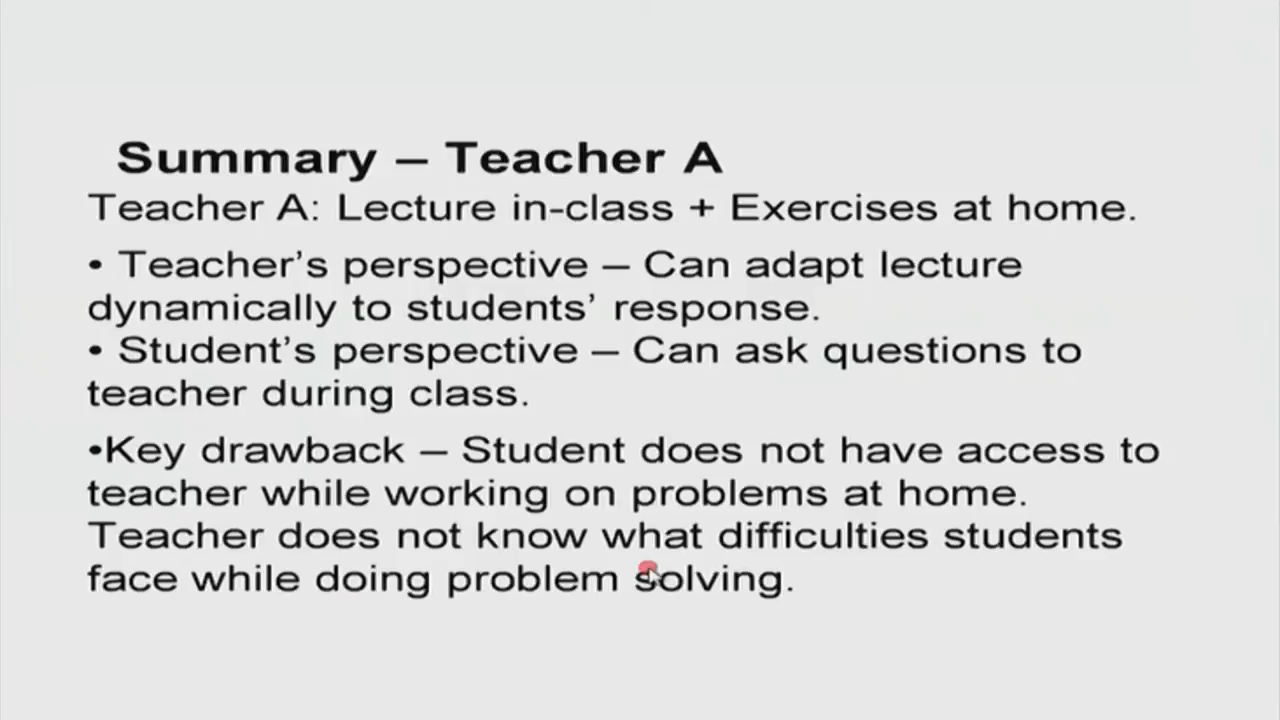 Summary – Teacher A
Teacher A: Lecture in-class + Exercises at home.
• Teacher’s perspective – Can adapt lecture
dynamically to students’ response.
• Student’s perspective – Can ask questions to
teacher during class.
•Key drawback – Student does not have access to
teacher while working on problems at home.
Teacher does not know what difficulties students
face while doing problem solving.